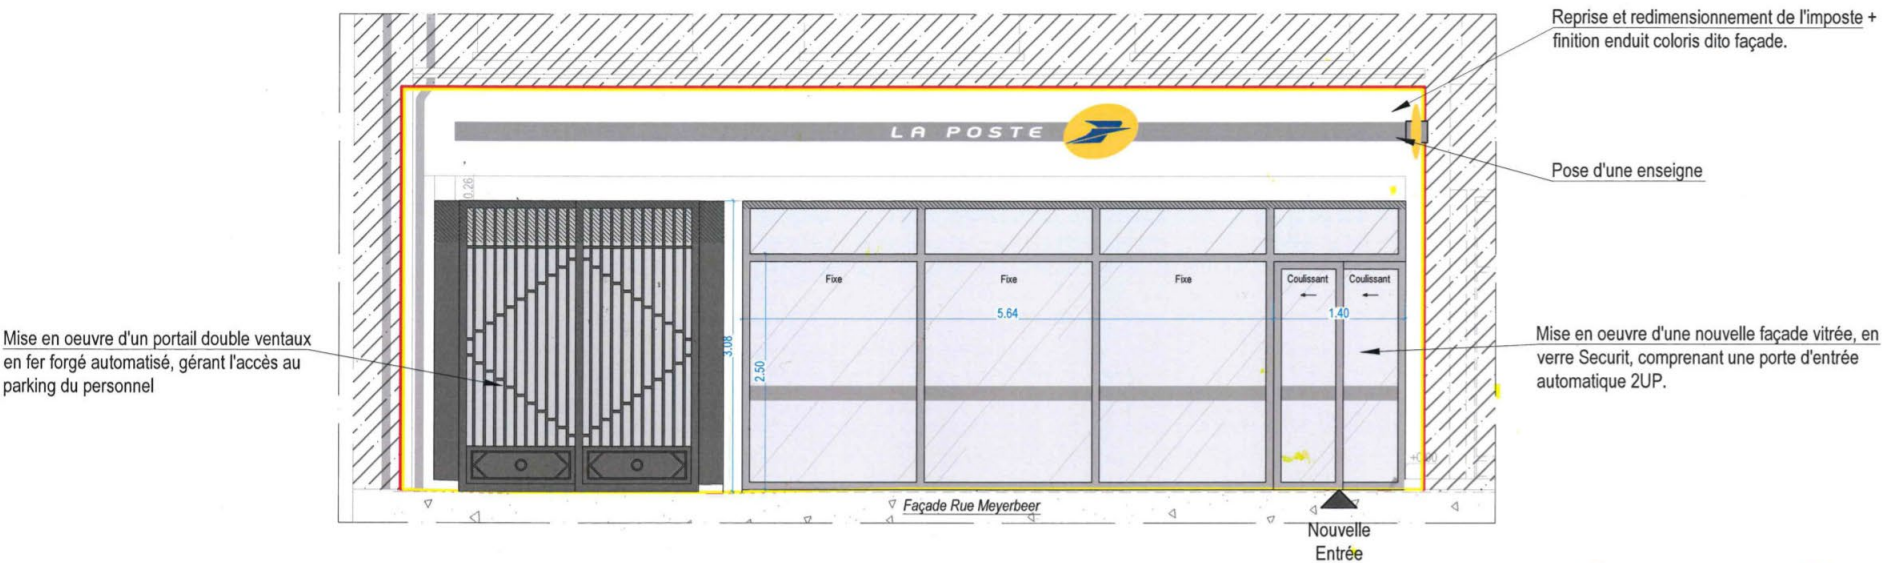 Reprise et redimensionnement de l'imposte +
finition enduit coloris dito façade.
LA POSTE
Pose d'une enseigne
0.26
Fixe
Fixe
Fixe
Coulissant
Coulissant
5.64
1.40
3.08
2.50
Mise en oeuvre d'un portail double ventaux
en fer forgé automatisé, gérant l'accès au
parking du personnel
Mise en oeuvre d'une nouvelle façade vitrée, en
verre Securit, comprenant une porte d'entrée
automatique 2UP.
Façade Rue Meyerbeer
Nouvelle
Entrée